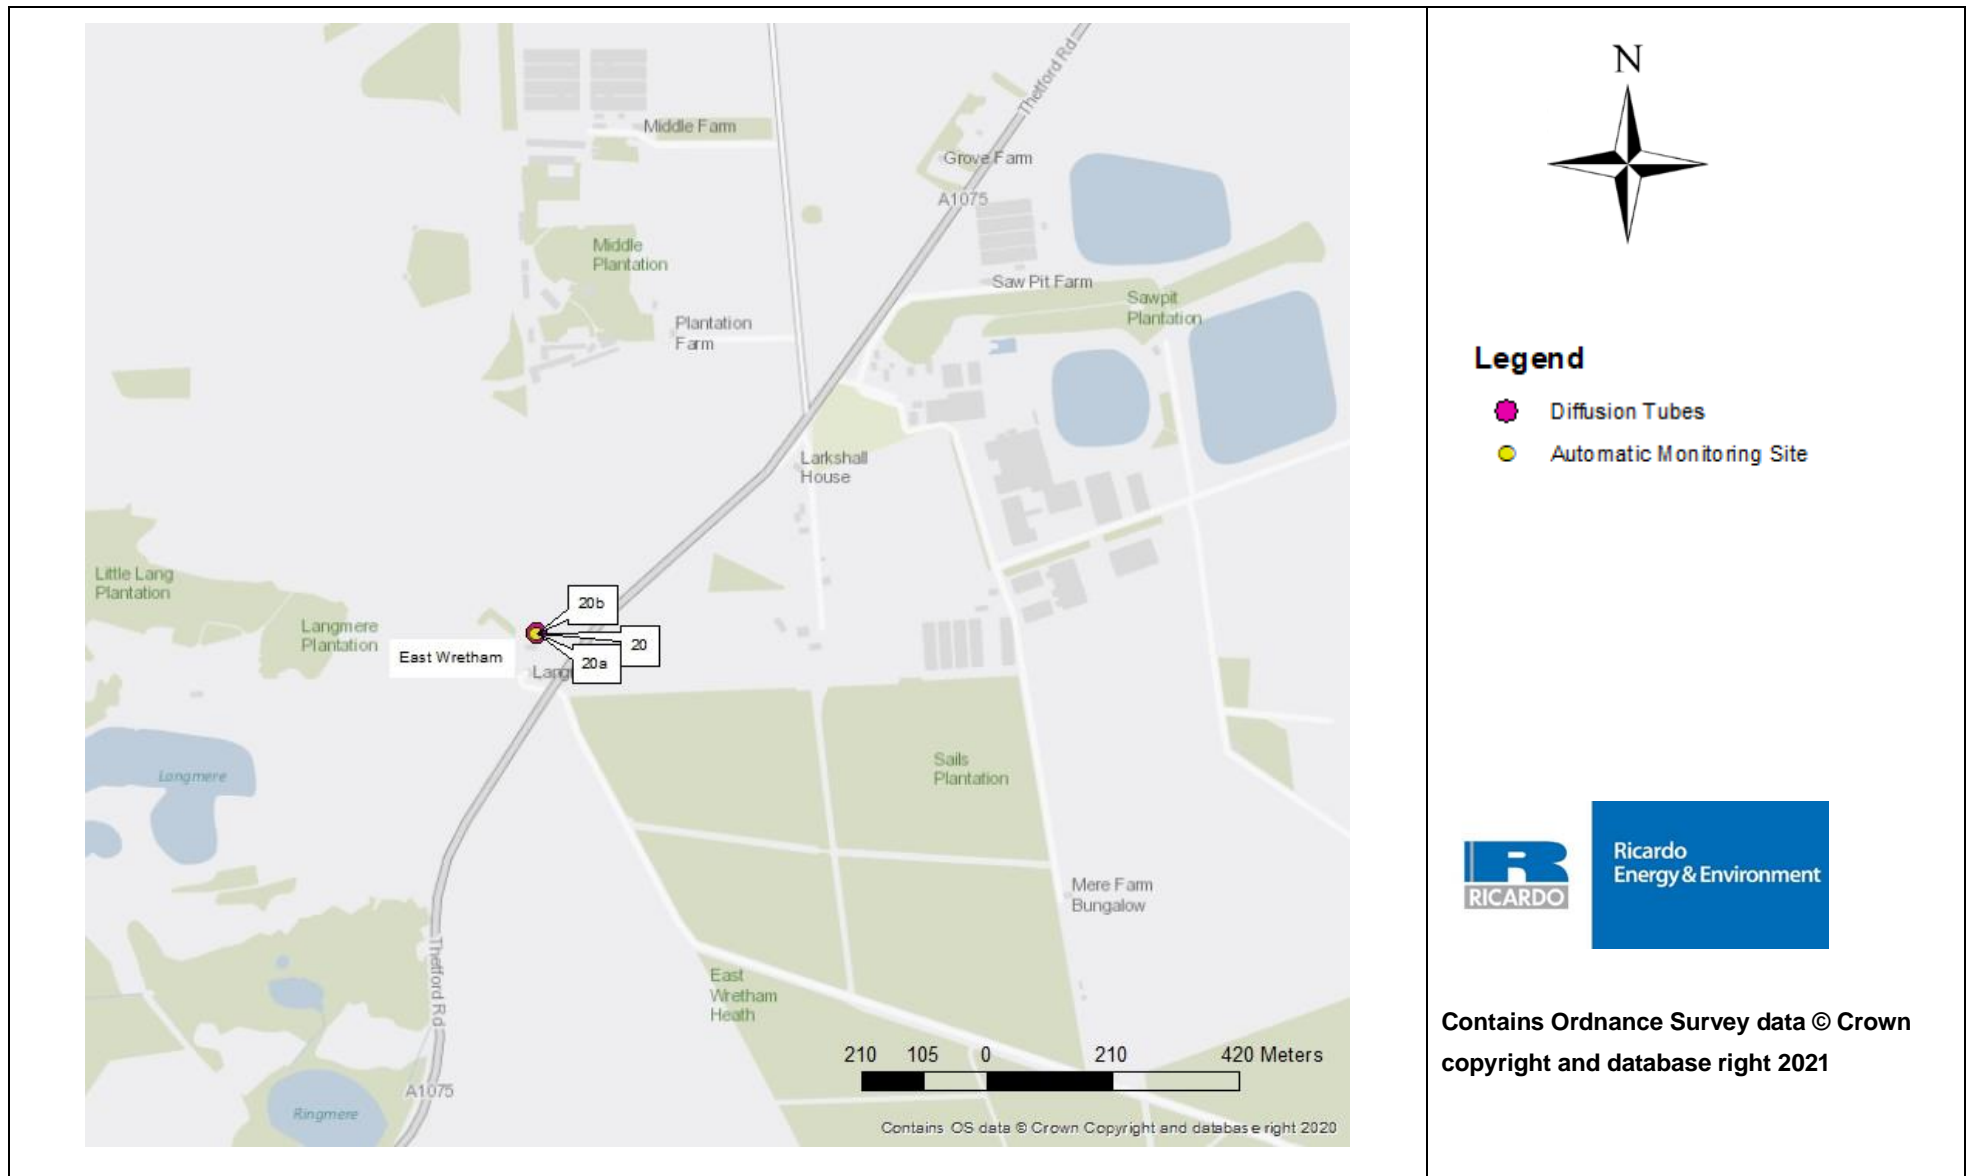 Thetford Rd
Middle Farm
Grove Farm
A1075
Middle
Plantation
Saw Pit Farm
Sawpit
Plantation
Plantation
Farm
Larkshall
House
Little Lang
Plantation
Langmere
Plantation
East Wretham
20b
20
20a
Lang
Langmere
Sails
Plantation
Mere Farm
Bungalow
Thetford Rd
East
Wretham
Heath
A1075
Ringmere
210 105 0 210 420 Meters
Contains OS data © Crown Copyright and database right 2020
N
Legend
Diffusion Tubes
Automatic Monitoring Site
RICARDO
Ricardo
Energy & Environment
Contains Ordnance Survey data © Crown
copyright and database right 2021